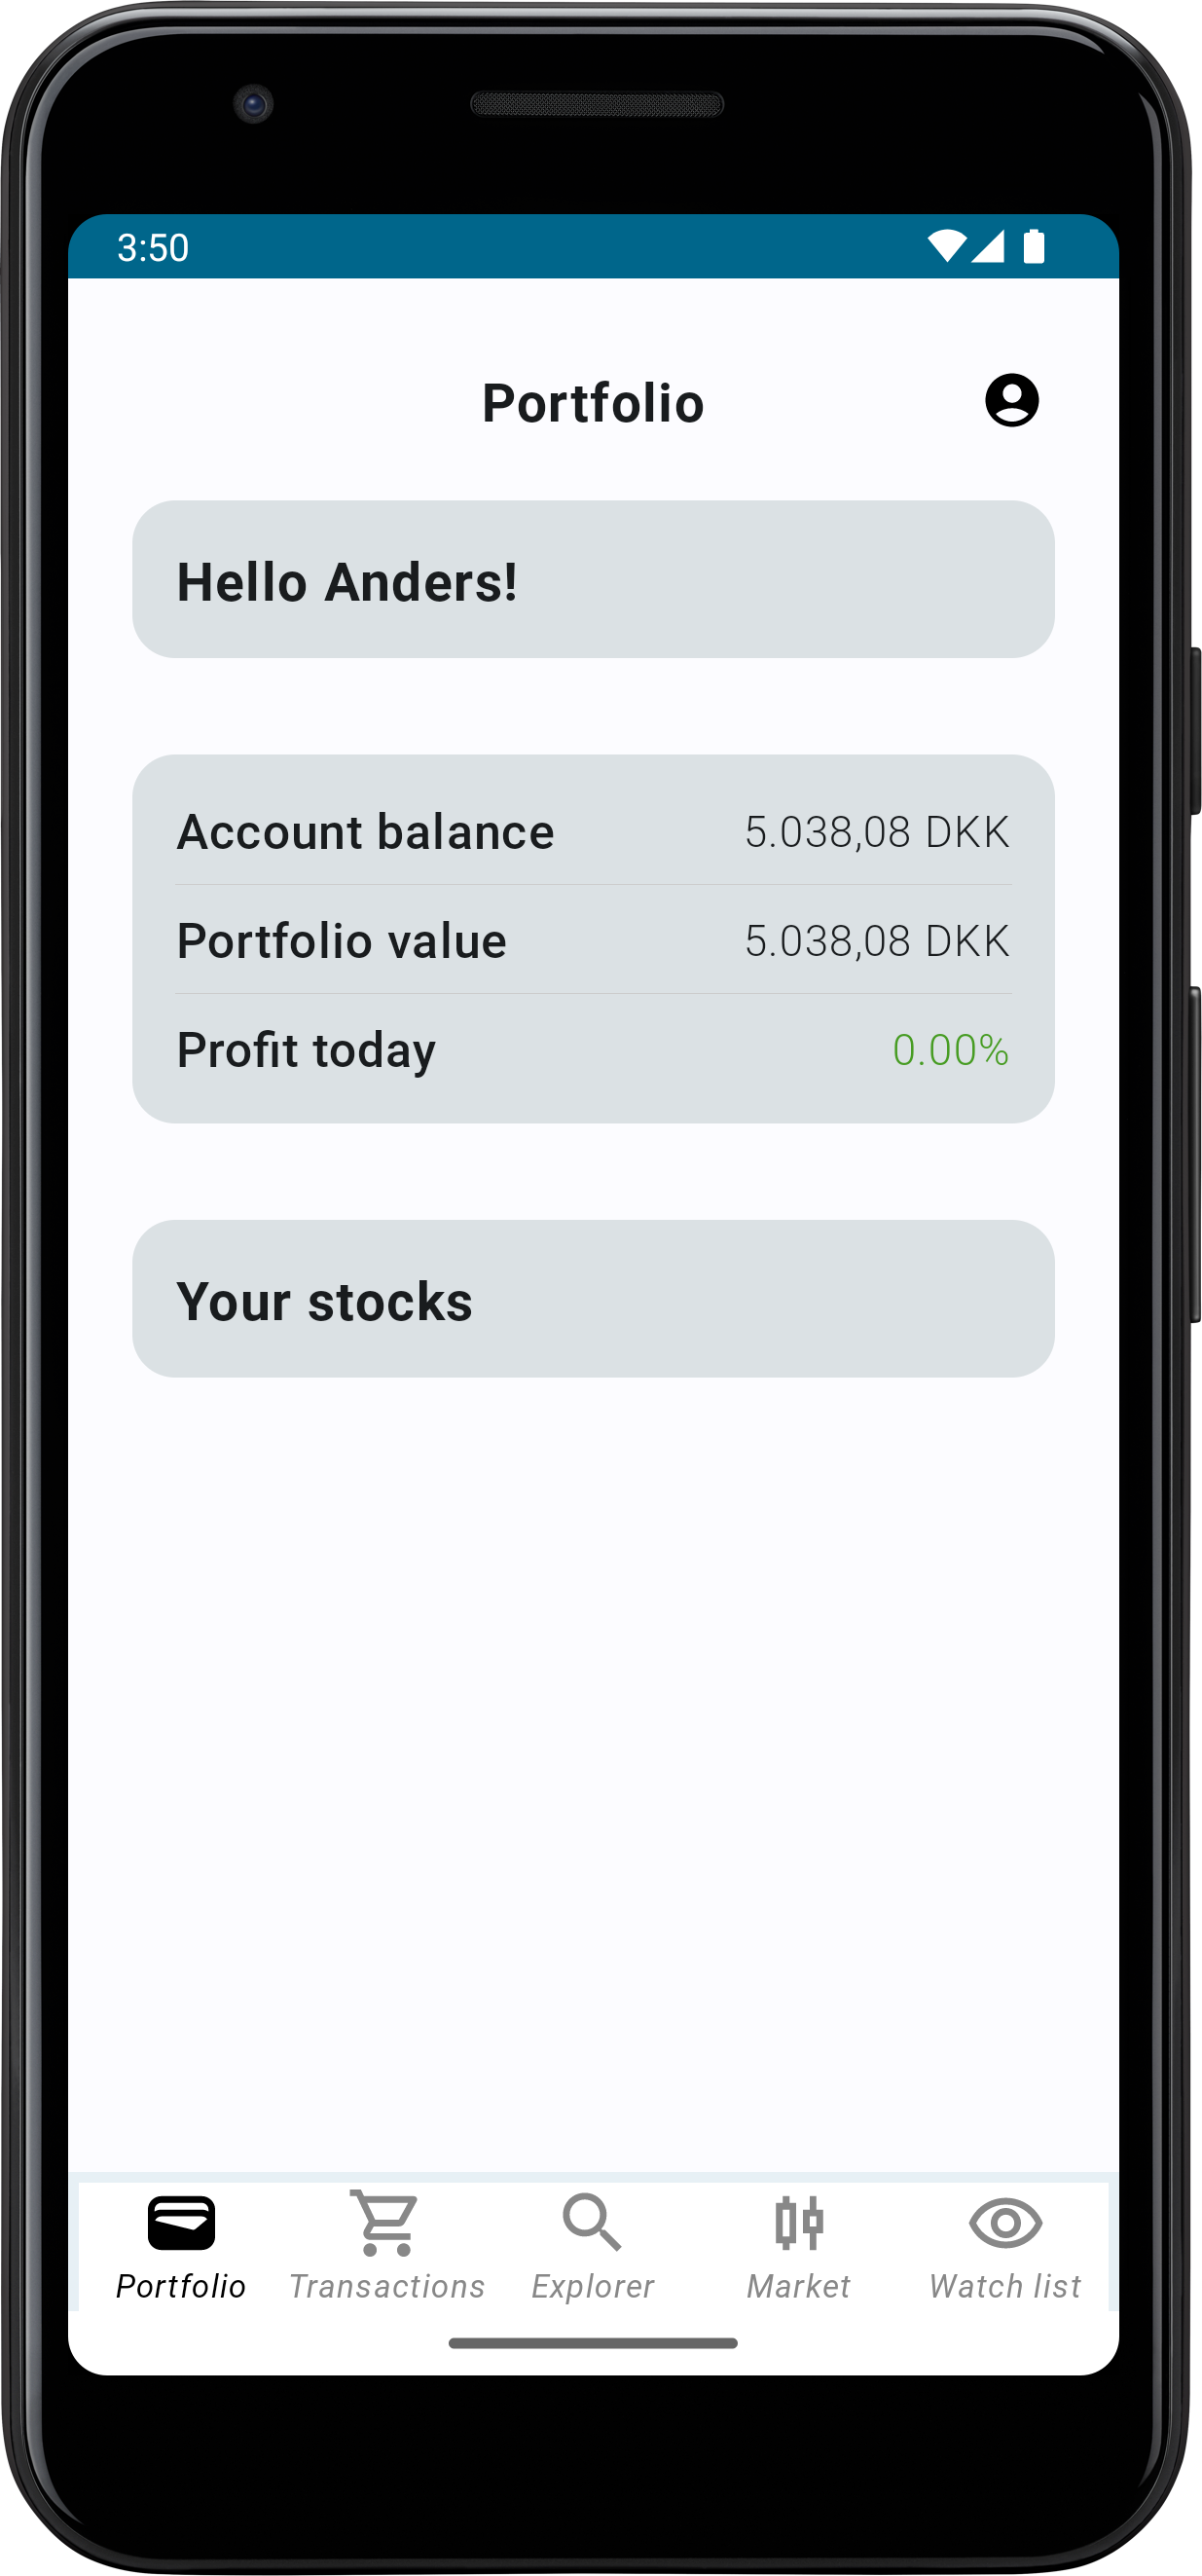 3:50
Portfolio
Hello Anders!
Account balance 5.038,08 DKK
Portfolio value 5.038,08 DKK
Profit today 0.00%
Your stocks
Portfolio Transactions Explorer Market Watch list